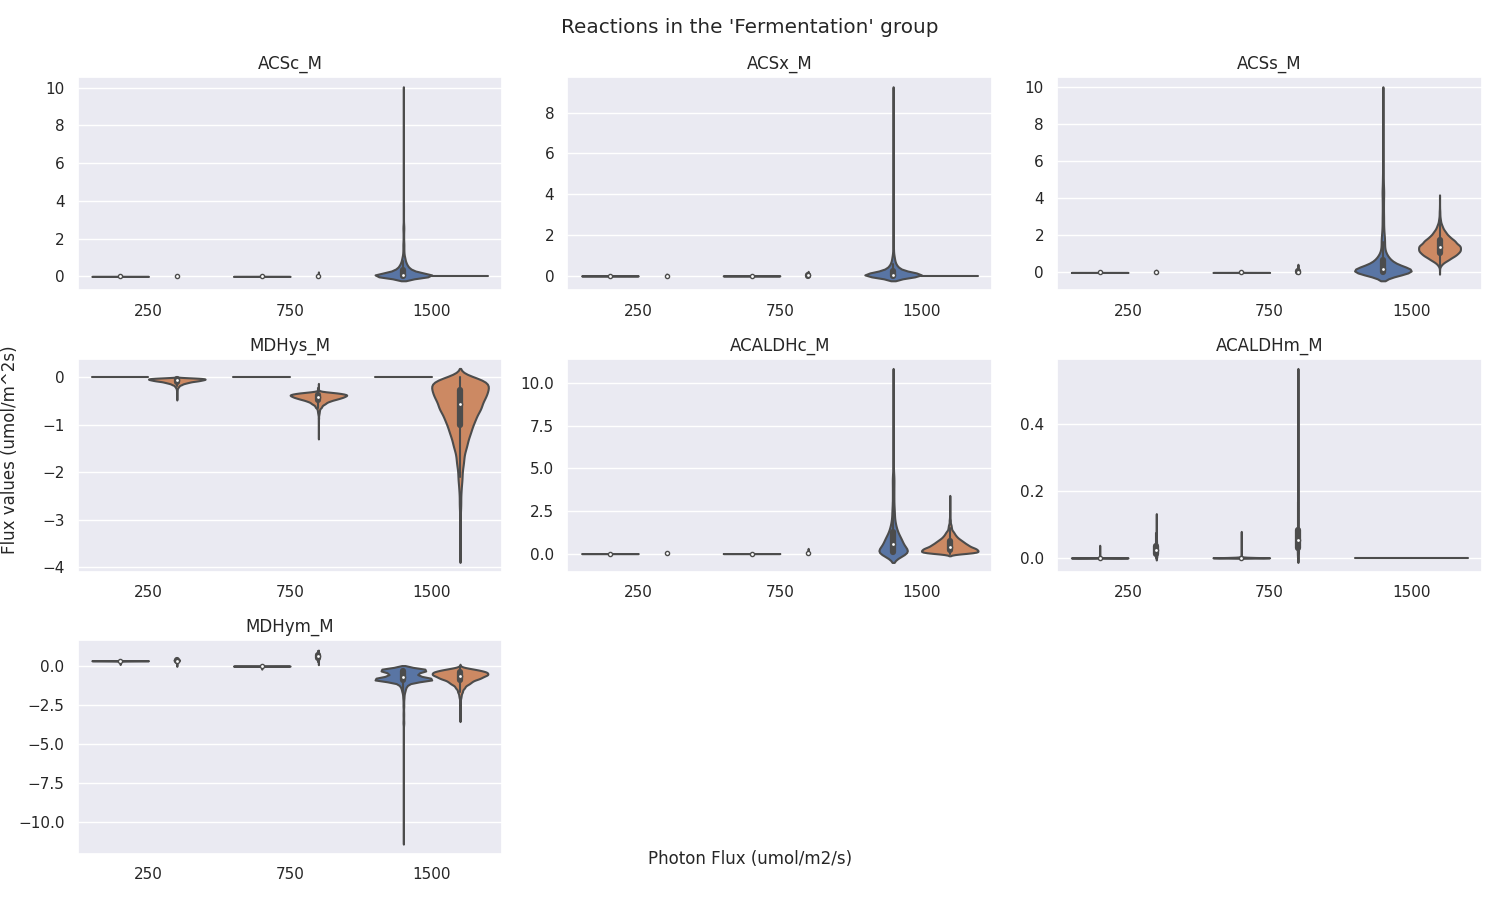 Reactions in the 'Fermentation' group
ACSc_M
10
8
6
4
2
0
250 750 1500
ACSx_M
8
6
4
2
0
250 750 1500
ACSs_M
10
8
6
4
2
0
250 750 1500
Flux values (umol/m^2s)
MDHys_M
0
−1
−2
−3
−4
250 750 1500
ACALDHc_M
10.0
7.5
5.0
2.5
0.0
250 750 1500
ACALDHm_M
0.4
0.2
0.0
250 750 1500
MDHym_M
0.0
−2.5
−5.0
−7.5
−10.0
250 750 1500
Photon Flux (umol/m2/s)